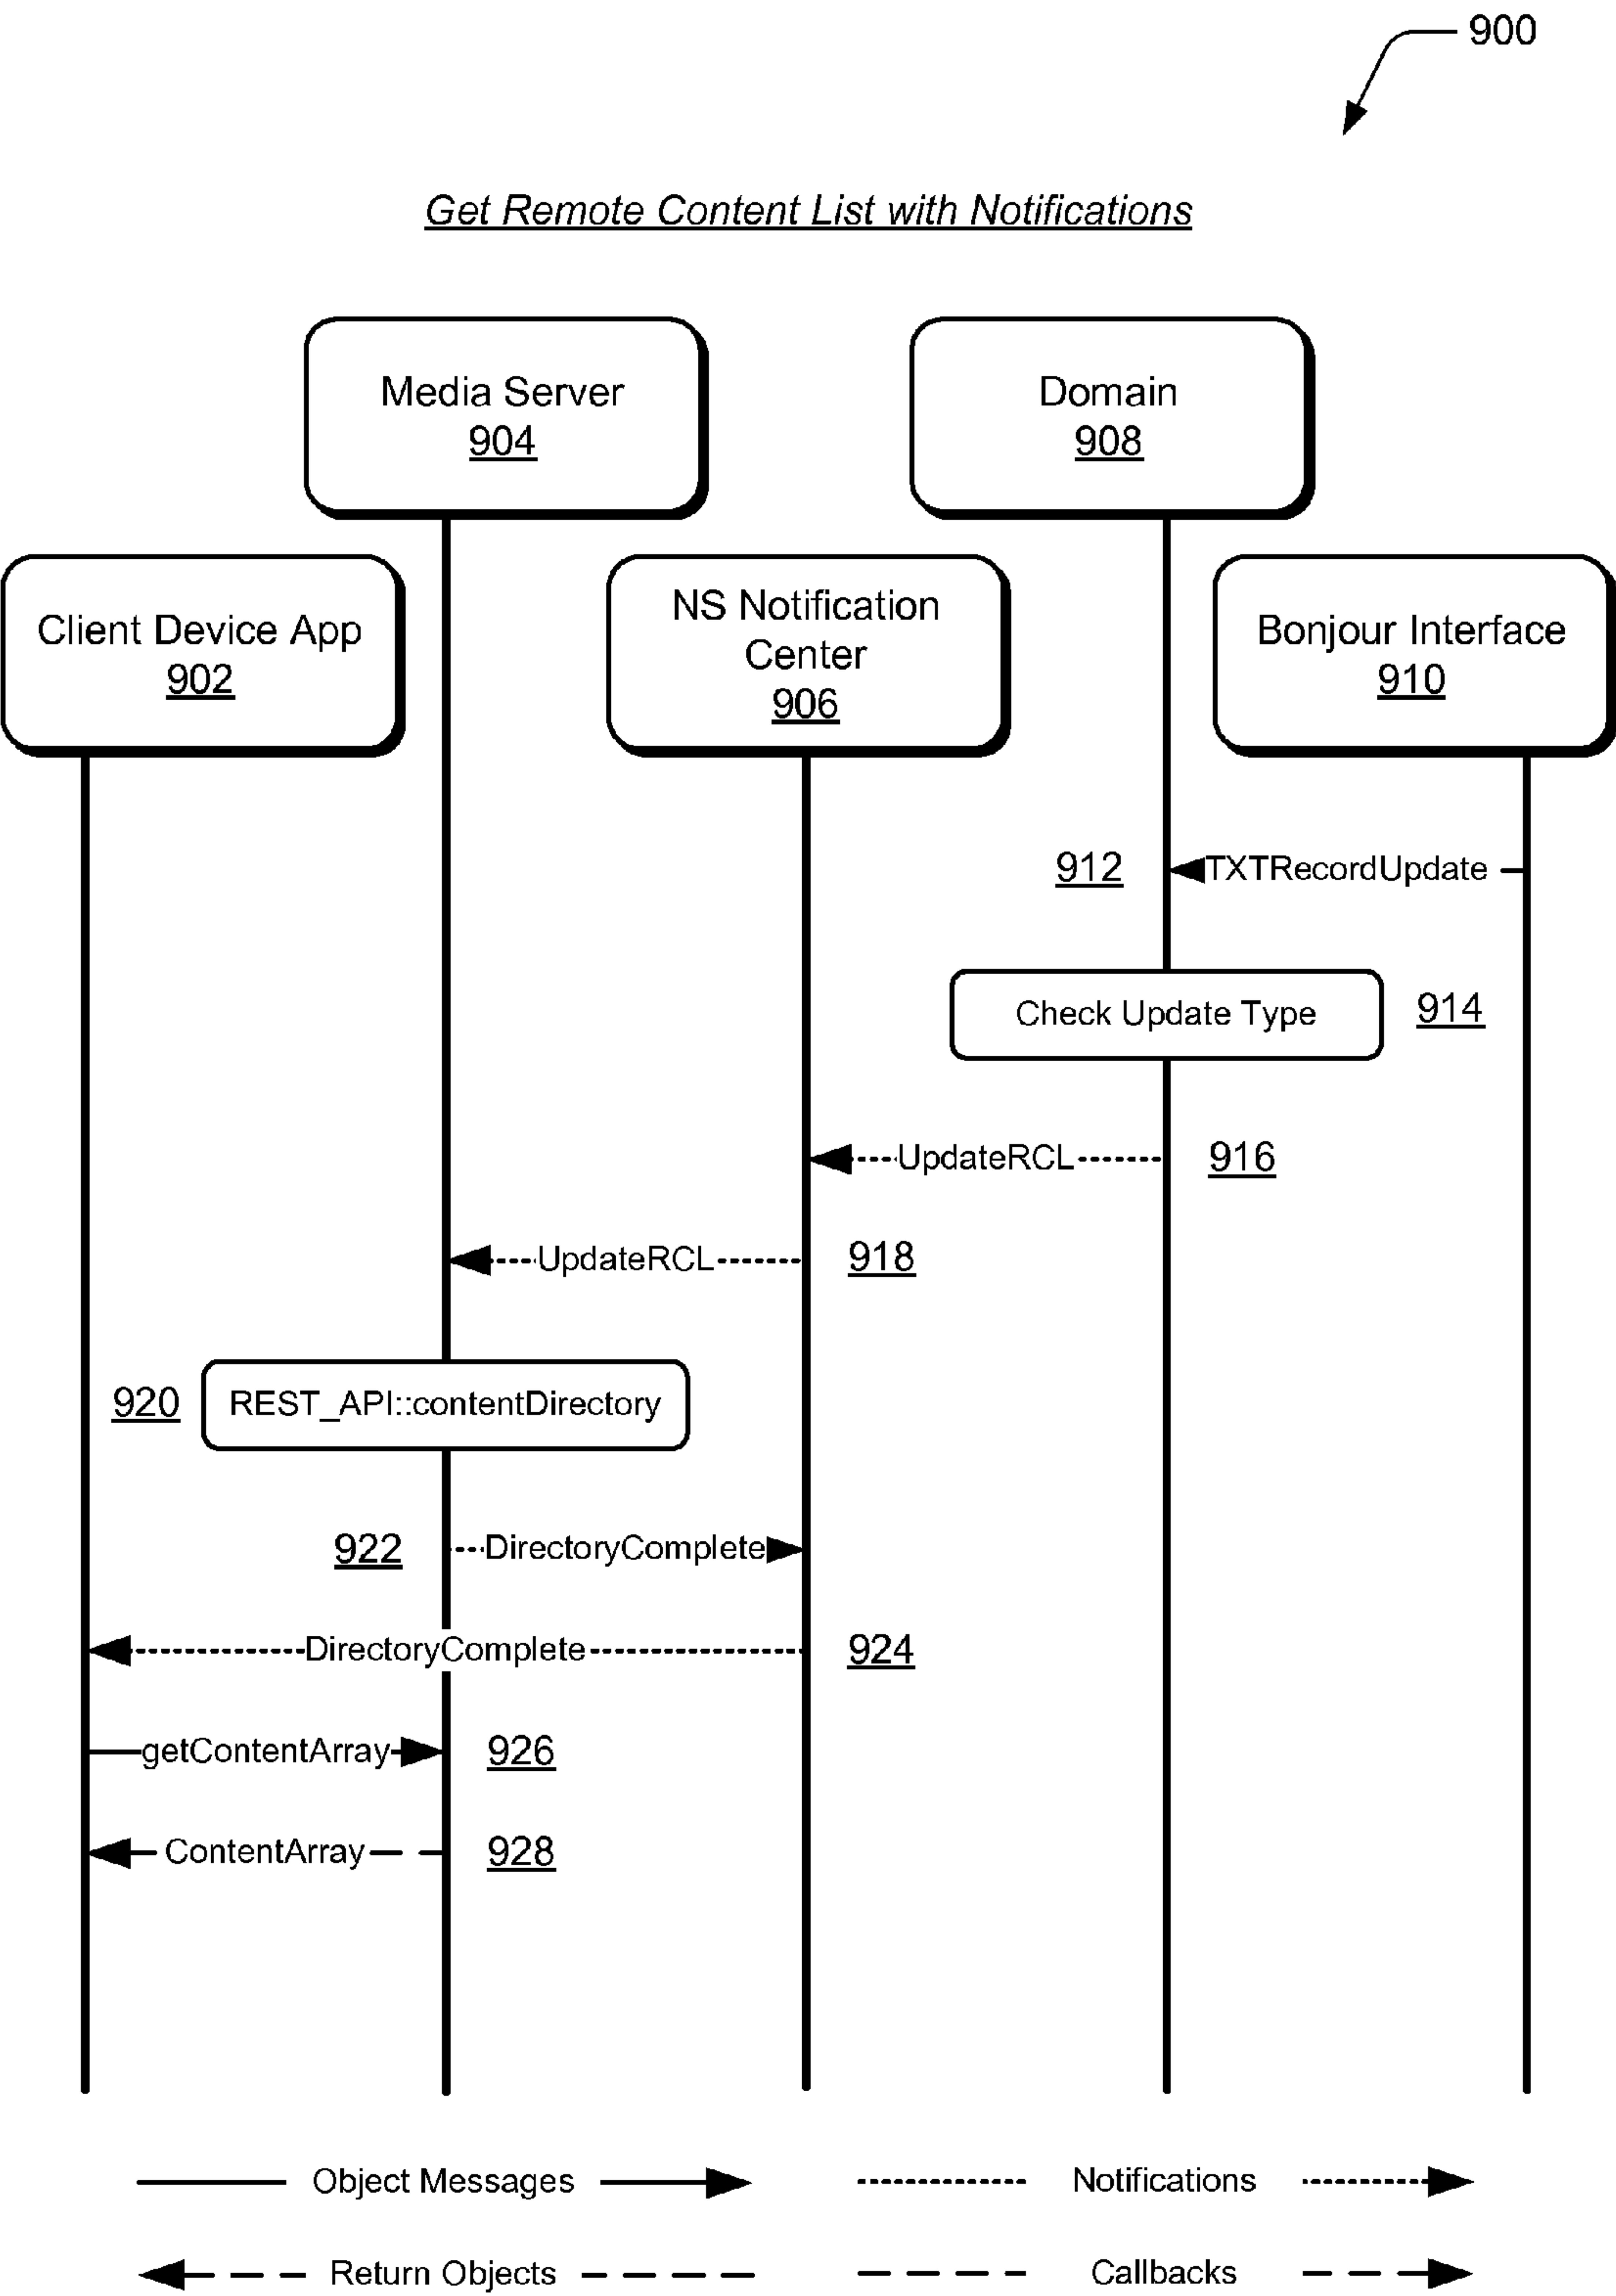 900
Get Remote Content List with Notifications
Media Server
904
Domain
908
Client Device App
902
NS Notification
Center
906
Bonjour Interface
910
912
TXTRecordUpdate
Check Update Type
914
UpdateRCL
916
UpdateRCL
918
920
REST_API::contentDirectory
922
DirectoryComplete
DirectoryComplete
924
getContentArray
926
ContentArray
928
Object Messages
Notifications
Return Objects
Callbacks